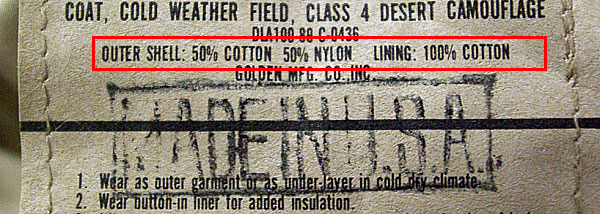 COAT, COLD WEATHER FIELD, CLASS 4 DESERT CAMOUFLAGE
DLA100 89 C 0436
OUTER SHELL: 50% COTTON 50% NYLON LINING: 100% COTTON
GOLDEN MFG. CO., INC.
MADE IN U.S.A.
1. Wear as outer garment or as under-layer in cold dry climate.
2. Wear button-in liner for added insulation.